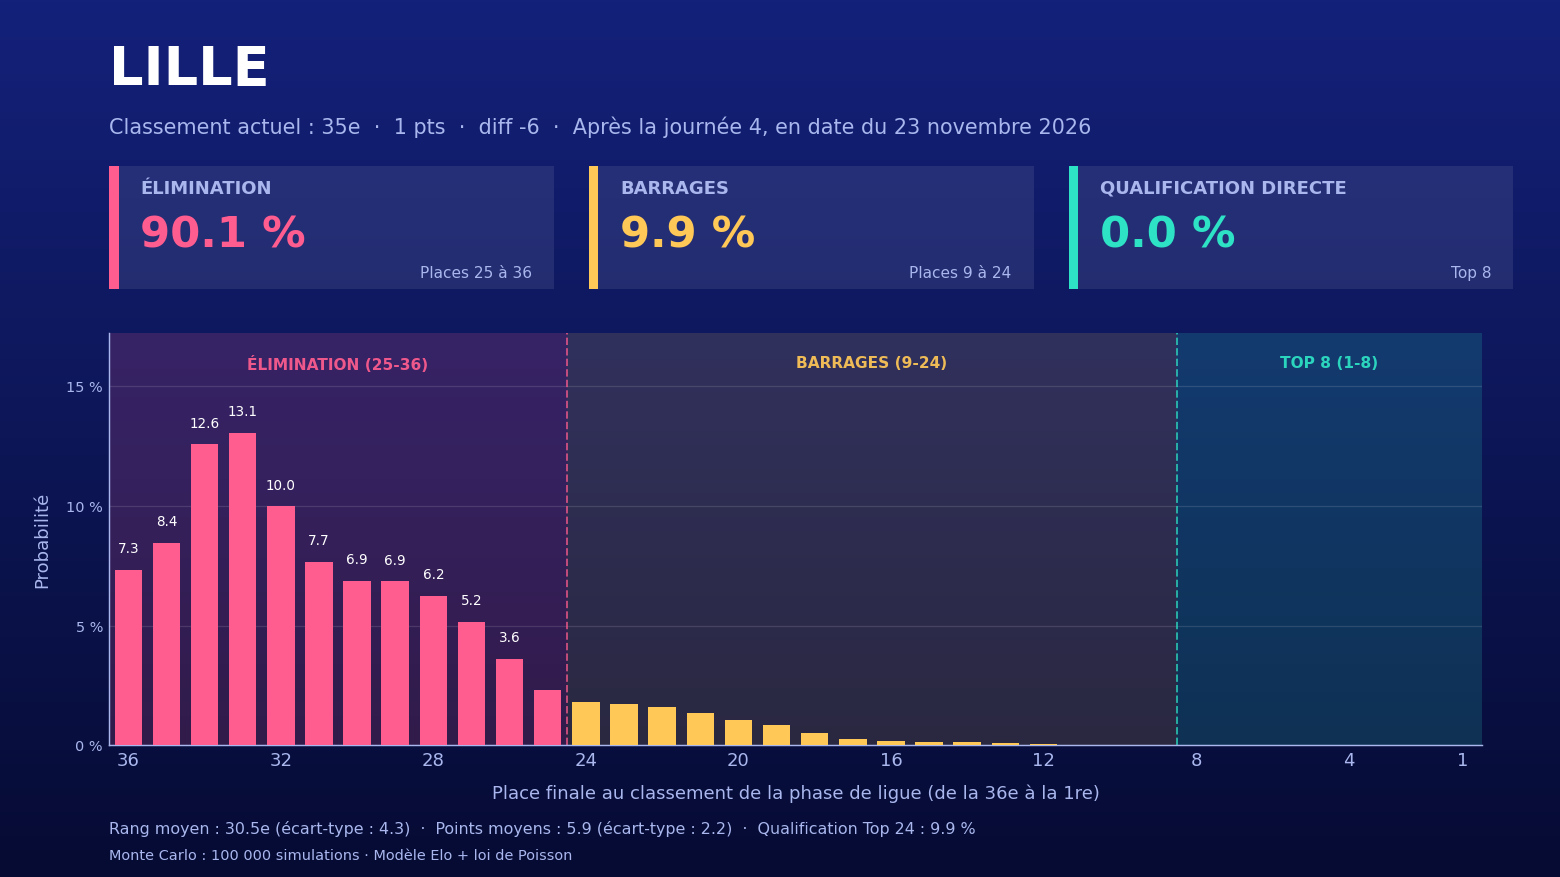 LILLE
Classement actuel : 35e · 1 pts · diff -6 · Après la journée 4, en date du 23 novembre 2026
ÉLIMINATION
90.1 %
Places 25 à 36
BARRAGES
9.9 %
Places 9 à 24
QUALIFICATION DIRECTE
0.0 %
Top 8
ÉLIMINATION (25-36)
BARRAGES (9-24)
TOP 8 (1-8)
15 %
10 %
5 %
0 %
Probabilité
7.3
8.4
12.6
13.1
10.0
7.7
6.9
6.9
6.2
5.2
3.6
36 32 28 24 20 16 12 8 4 1
Place finale au classement de la phase de ligue (de la 36e à la 1re)
Rang moyen : 30.5e (écart-type : 4.3) · Points moyens : 5.9 (écart-type : 2.2) · Qualification Top 24 : 9.9 %
Monte Carlo : 100 000 simulations · Modèle Elo + loi de Poisson